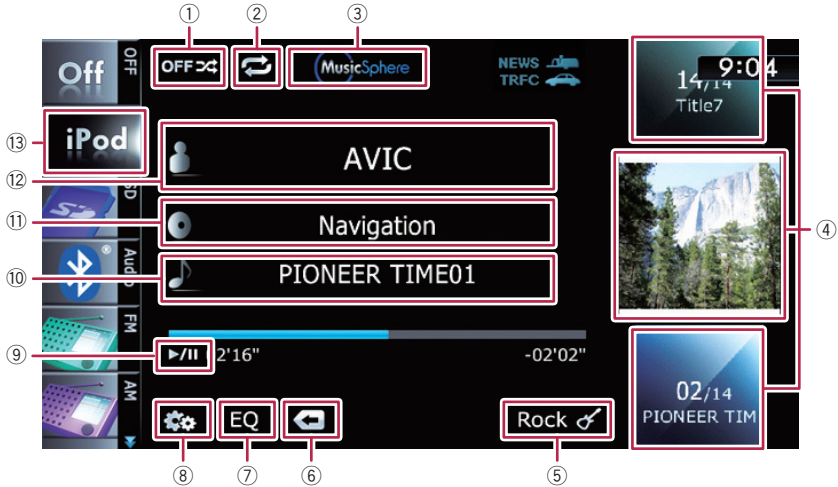 ① ② ③
Off OFF
OFF
MusicSphere
NEWS
TRFC
14/14
Title7
9:04
⑬ iPod
⑫ AVIC
SD
④
⑪ Navigation
® Audio
⑩ PIONEER TIME01
FM
⑨ ►/II 2'16" -02'02"
AM
EQ
Rock
02/14
PIONEER TIM
⑧ ⑦ ⑥ ⑤